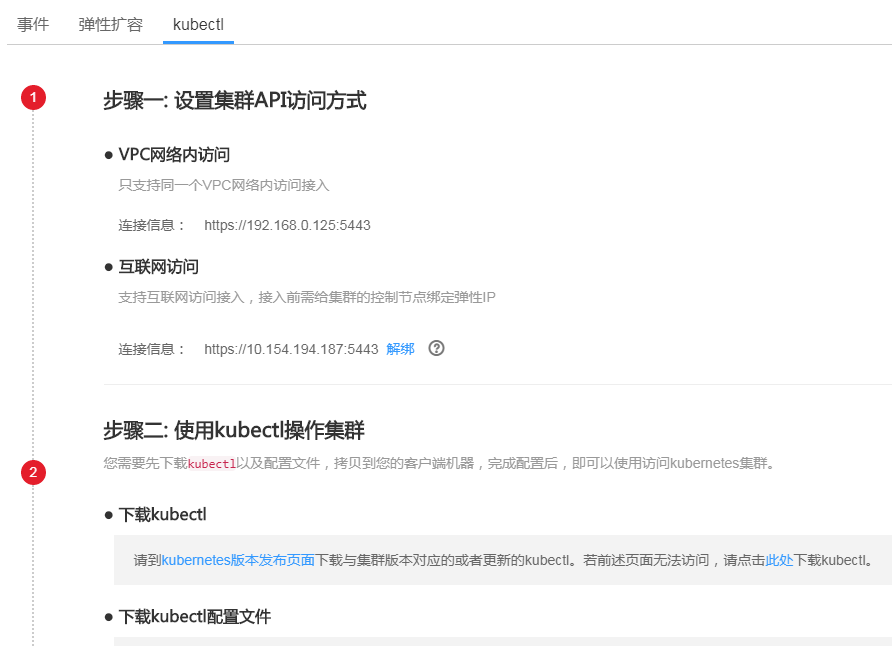 事件 弹性扩容 kubectl
1 步骤一: 设置集群API访问方式
● VPC网络内访问
只支持同一个VPC网络内访问接入
连接信息： https://192.168.0.125:5443
● 互联网访问
支持互联网访问接入，接入前需给集群的控制节点绑定弹性IP
连接信息： https://10.154.194.187:5443 解绑 ?
步骤二: 使用kubectl操作集群
2 您需要先下载kubectl以及配置文件，拷贝到您的客户端机器，完成配置后，即可以使用访问kubernetes集群。
● 下载kubectl
请到kubernetes版本发布页面下载与集群版本对应的或者更新的kubectl。若前述页面无法访问，请点击此处下载kubectl。
● 下载kubectl配置文件